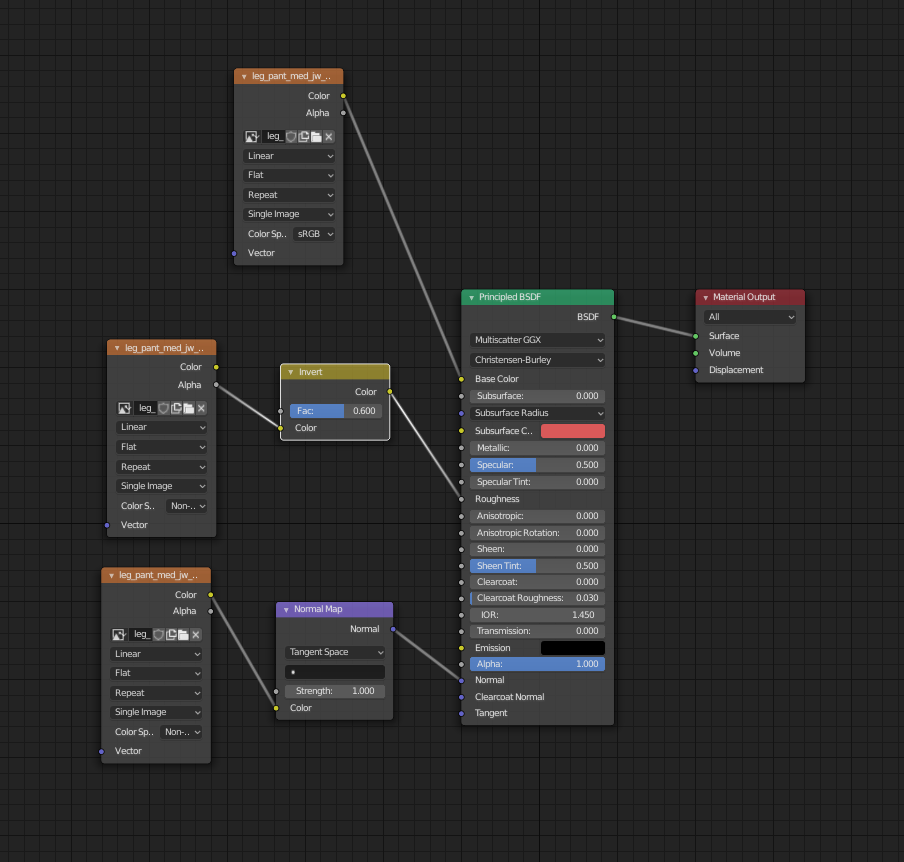 leg_pant_med_jw_..
Color
Alpha
leg_
Linear
Flat
Repeat
Single Image
Color Sp.. sRGB
Vector
leg_pant_med_jw_..
Color
Alpha
leg_
Linear
Flat
Repeat
Single Image
Color S.. Non-..
Vector
Invert
Color
Fac: 0.600
Color
leg_pant_med_jw_..
Color
Alpha
leg_
Linear
Flat
Repeat
Single Image
Color Sp.. Non-..
Vector
Normal Map
Normal
Tangent Space
Strength: 1.000
Color
Principled BSDF
BSDF
Multiscatter GGX
Christensen-Burley
Base Color
Subsurface: 0.000
Subsurface Radius
Subsurface C..
Metallic: 0.000
Specular: 0.500
Specular Tint: 0.000
Roughness
Anisotropic: 0.000
Anisotropic Rotation: 0.000
Sheen: 0.000
Sheen Tint: 0.500
Clearcoat: 0.000
Clearcoat Roughness: 0.030
IOR: 1.450
Transmission: 0.000
Emission
Alpha: 1.000
Normal
Clearcoat Normal
Tangent
Material Output
All
Surface
Volume
Displacement